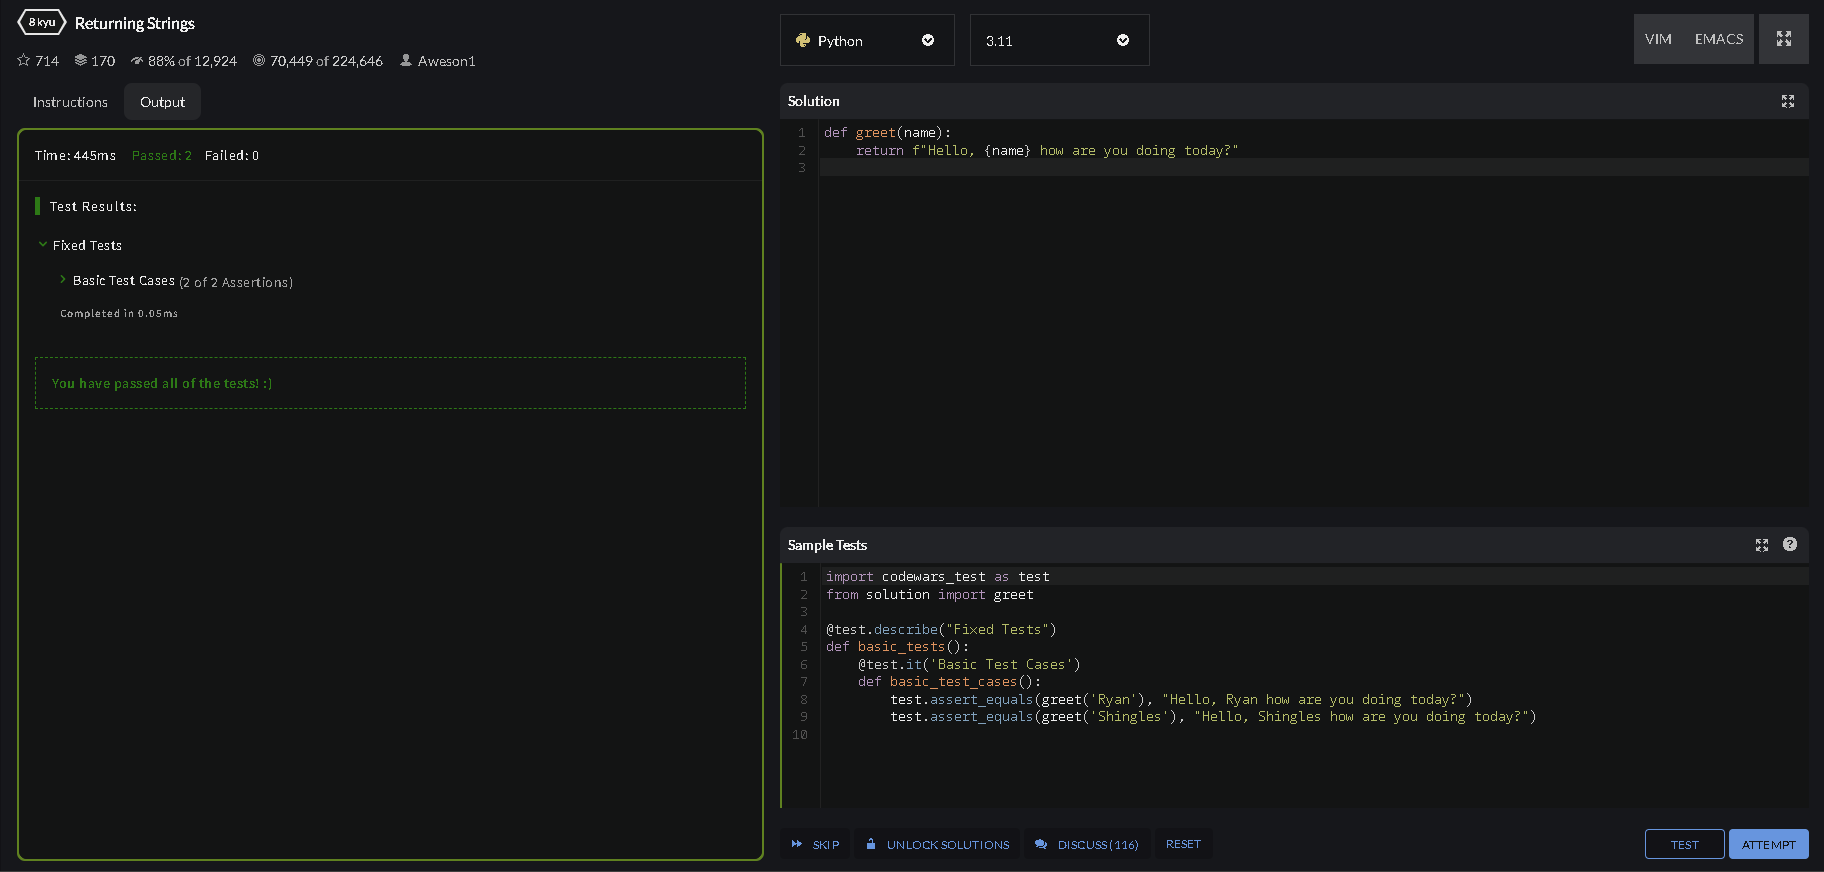 8 kyu Returning Strings
714 170 88% of 12,924 70,449 of 224,646 Aweson1
Instructions Output
Time: 445ms Passed: 2 Failed: 0
Test Results:
Fixed Tests
Basic Test Cases (2 of 2 Assertions)
Completed in 0.05ms
You have passed all of the tests! :)
Python 3.11 VIM EMACS
Solution
1 def greet(name):
2     return f"Hello, {name} how are you doing today?"
3
Sample Tests
1 import codewars_test as test
2 from solution import greet
3
4 @test.describe("Fixed Tests")
5 def basic_tests():
6     @test.it('Basic Test Cases')
7     def basic_test_cases():
8         test.assert_equals(greet('Ryan'), "Hello, Ryan how are you doing today?")
9         test.assert_equals(greet('Shingles'), "Hello, Shingles how are you doing today?")
10
SKIP UNLOCK SOLUTIONS DISCUSS (116) RESET TEST ATTEMPT